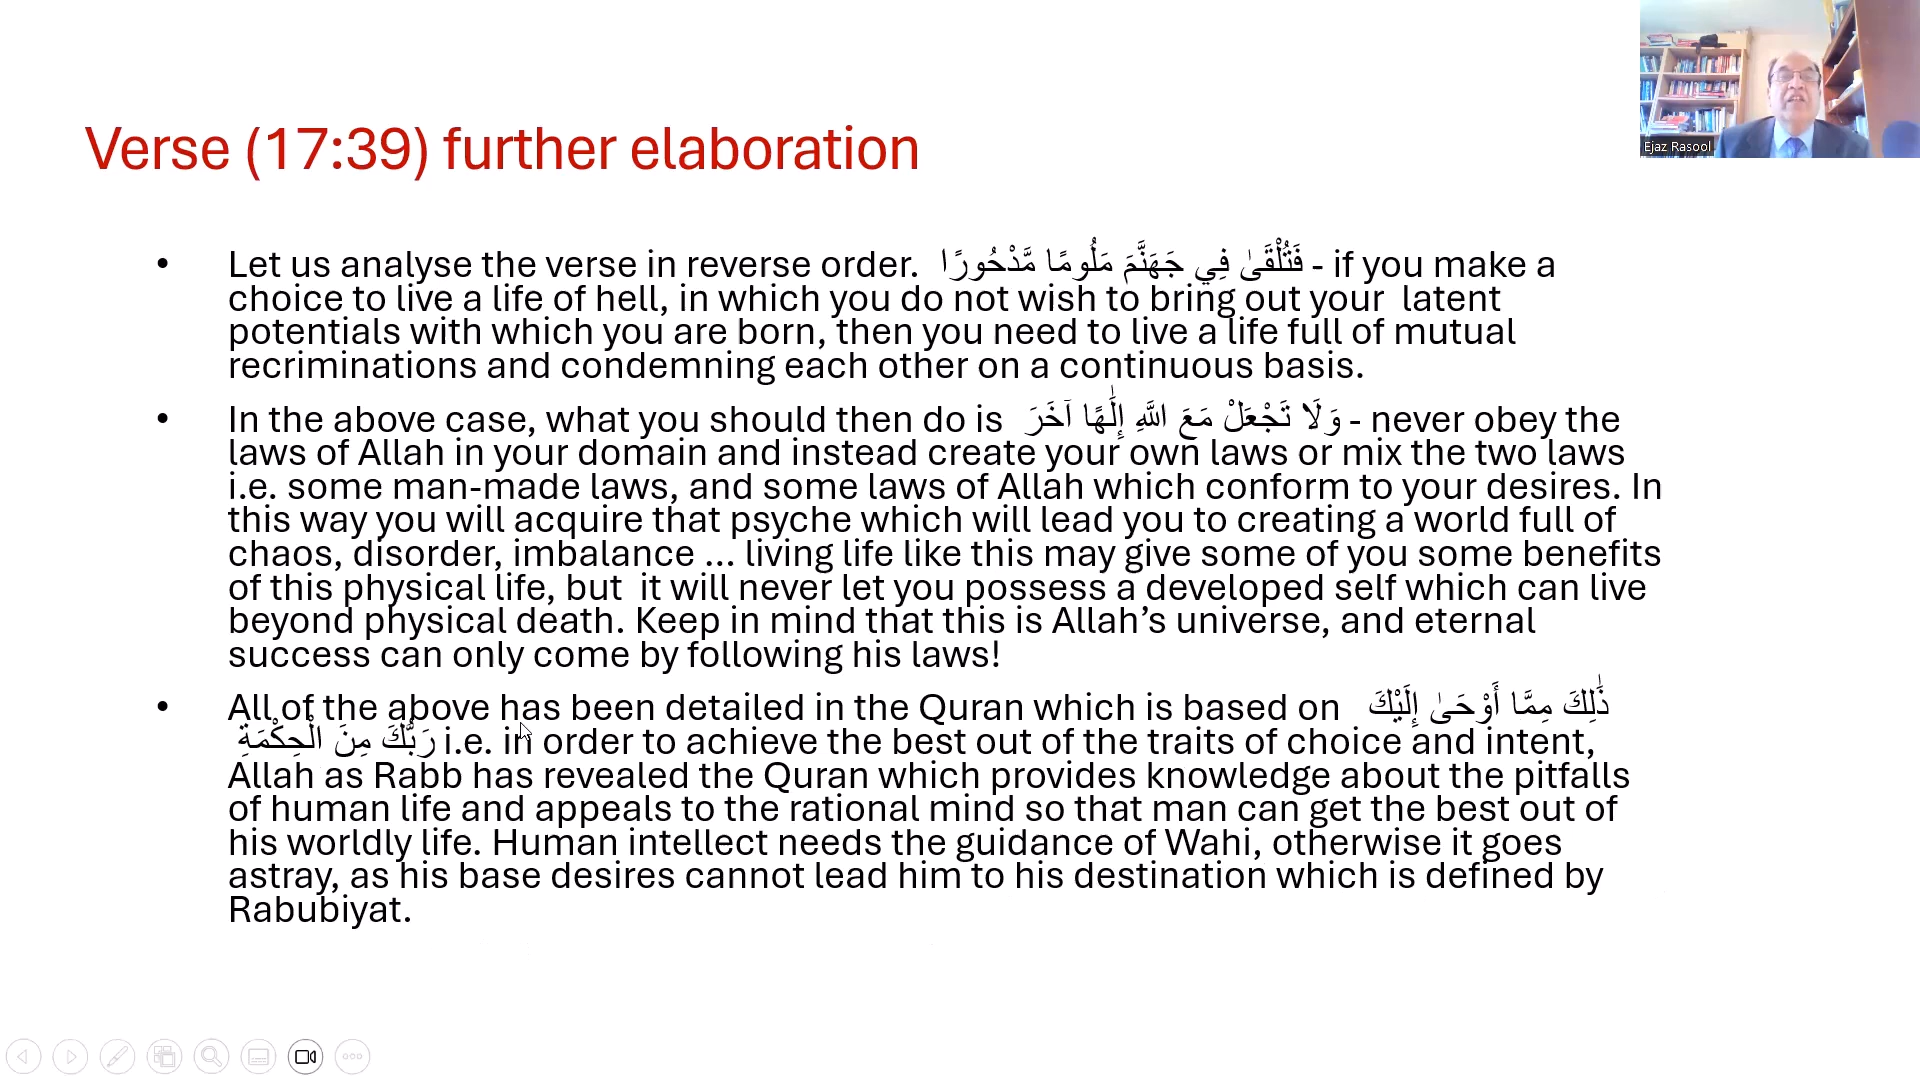 Ejaz Rasool
Verse (17:39) further elaboration
• Let us analyse the verse in reverse order. فَتُلْقَىٰ فِي جَهَنَّمَ مَلُومًا مَّدْحُورًا - if you make a
choice to live a life of hell, in which you do not wish to bring out your latent
potentials with which you are born, then you need to live a life full of mutual
recriminations and condemning each other on a continuous basis.
• In the above case, what you should then do is وَلَا تَجْعَلْ مَعَ اللَّهِ إِلَٰهًا آخَرَ - never obey the
laws of Allah in your domain and instead create your own laws or mix the two laws
i.e. some man-made laws, and some laws of Allah which conform to your desires. In
this way you will acquire that psyche which will lead you to creating a world full of
chaos, disorder, imbalance ... living life like this may give some of you some benefits
of this physical life, but it will never let you possess a developed self which can live
beyond physical death. Keep in mind that this is Allah’s universe, and eternal
success can only come by following his laws!
• All of the above has been detailed in the Quran which is based on ذَٰلِكَ مِمَّا أَوْحَىٰ إِلَيْكَ
رَبُّكَ مِنَ الْحِكْمَةِ i.e. in order to achieve the best out of the traits of choice and intent,
Allah as Rabb has revealed the Quran which provides knowledge about the pitfalls
of human life and appeals to the rational mind so that man can get the best out of
his worldly life. Human intellect needs the guidance of Wahi, otherwise it goes
astray, as his base desires cannot lead him to his destination which is defined by
Rabubiyat.